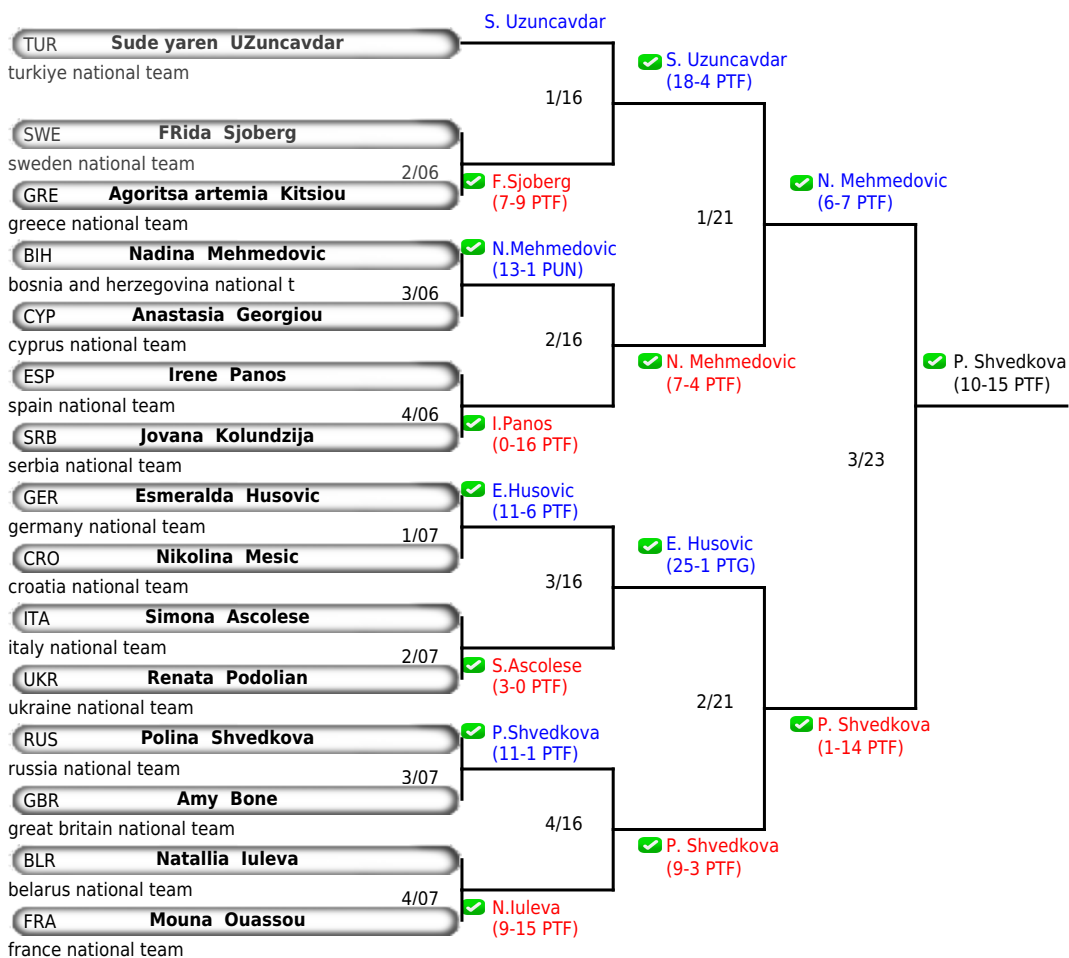 S. Uzuncavdar
TUR Sude yaren UZuncavdar
turkiye national team
S. Uzuncavdar
(18-4 PTF)
1/16
SWE FRida Sjoberg
sweden national team
2/06
F.Sjoberg
(7-9 PTF)
GRE Agoritsa artemia Kitsiou
greece national team
N. Mehmedovic
(6-7 PTF)
1/21
BIH Nadina Mehmedovic
bosnia and herzegovina national t
N.Mehmedovic
(13-1 PUN)
3/06
CYP Anastasia Georgiou
cyprus national team
2/16
N. Mehmedovic
(7-4 PTF)
P. Shvedkova
(10-15 PTF)
ESP Irene Panos
spain national team
4/06
I.Panos
(0-16 PTF)
SRB Jovana Kolundzija
serbia national team
3/23
GER Esmeralda Husovic
germany national team
E.Husovic
(11-6 PTF)
1/07
CRO Nikolina Mesic
croatia national team
E. Husovic
(25-1 PTG)
3/16
ITA Simona Ascolese
italy national team
2/07
S.Ascolese
(3-0 PTF)
UKR Renata Podolian
ukraine national team
2/21
P. Shvedkova
(1-14 PTF)
RUS Polina Shvedkova
russia national team
P.Shvedkova
(11-1 PTF)
3/07
GBR Amy Bone
great britain national team
4/16
P. Shvedkova
(9-3 PTF)
BLR Natallia Iuleva
belarus national team
4/07
N.Iuleva
(9-15 PTF)
FRA Mouna Ouassou
france national team